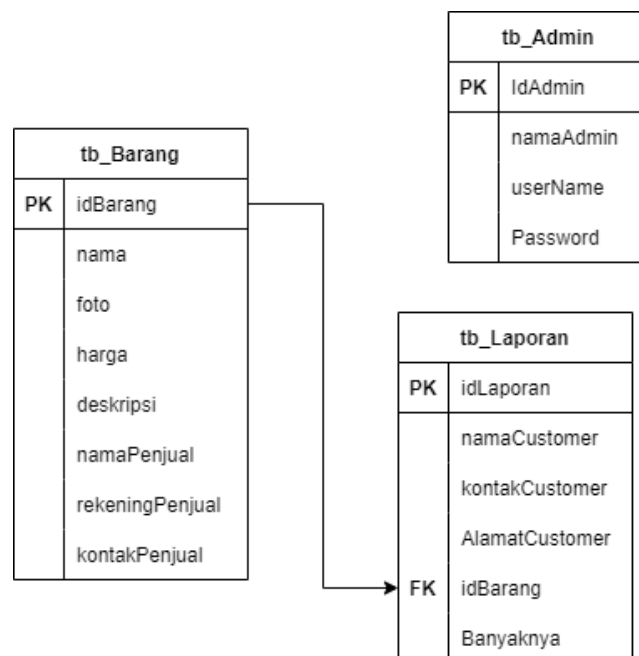 tb_Admin
PK IdAdmin
namaAdmin
userName
Password
tb_Barang
PK idBarang
nama
foto
harga
deskripsi
namaPenjual
rekeningPenjual
kontakPenjual
tb_Laporan
PK idLaporan
namaCustomer
kontakCustomer
AlamatCustomer
FK idBarang
Banyaknya